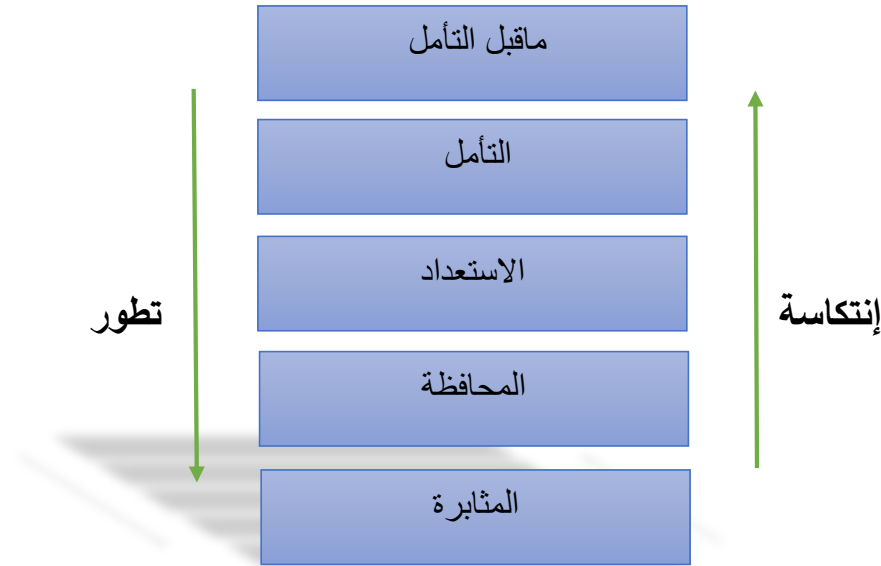 ماقبل التأمل
التأمل
الاستعداد
إنتكاسة
تطور
المحافظة
المثابرة